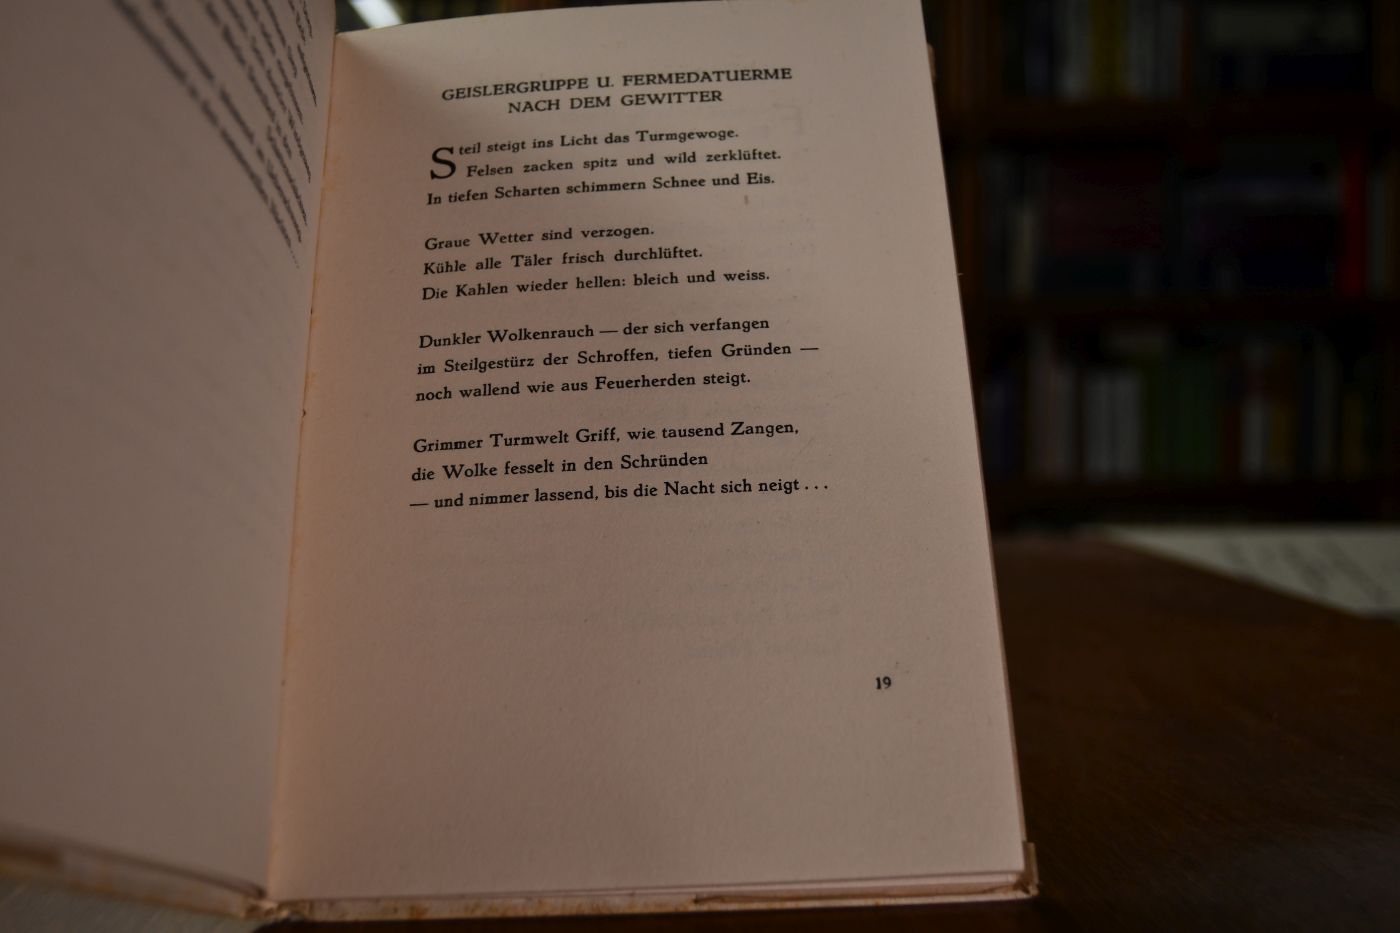 GEISLERGRUPPE U. FERMEDATUERME
NACH DEM GEWITTER
Steil steigt ins Licht das Turmgewoge.
Felsen zacken spitz und wild zerklüftet.
In tiefen Scharten schimmern Schnee und Eis.
Graue Wetter sind verzogen.
Kühle alle Täler frisch durchlüftet.
Die Kahlen wieder hellen: bleich und weiss.
Dunkler Wolkenrauch — der sich verfangen
im Steilgestürz der Schroffen, tiefen Gründen —
noch wallend wie aus Feuerherden steigt.
Grimmer Turmwelt Griff, wie tausend Zangen,
die Wolke fesselt in den Schründen
— und nimmer lassend, bis die Nacht sich neigt . . .
19